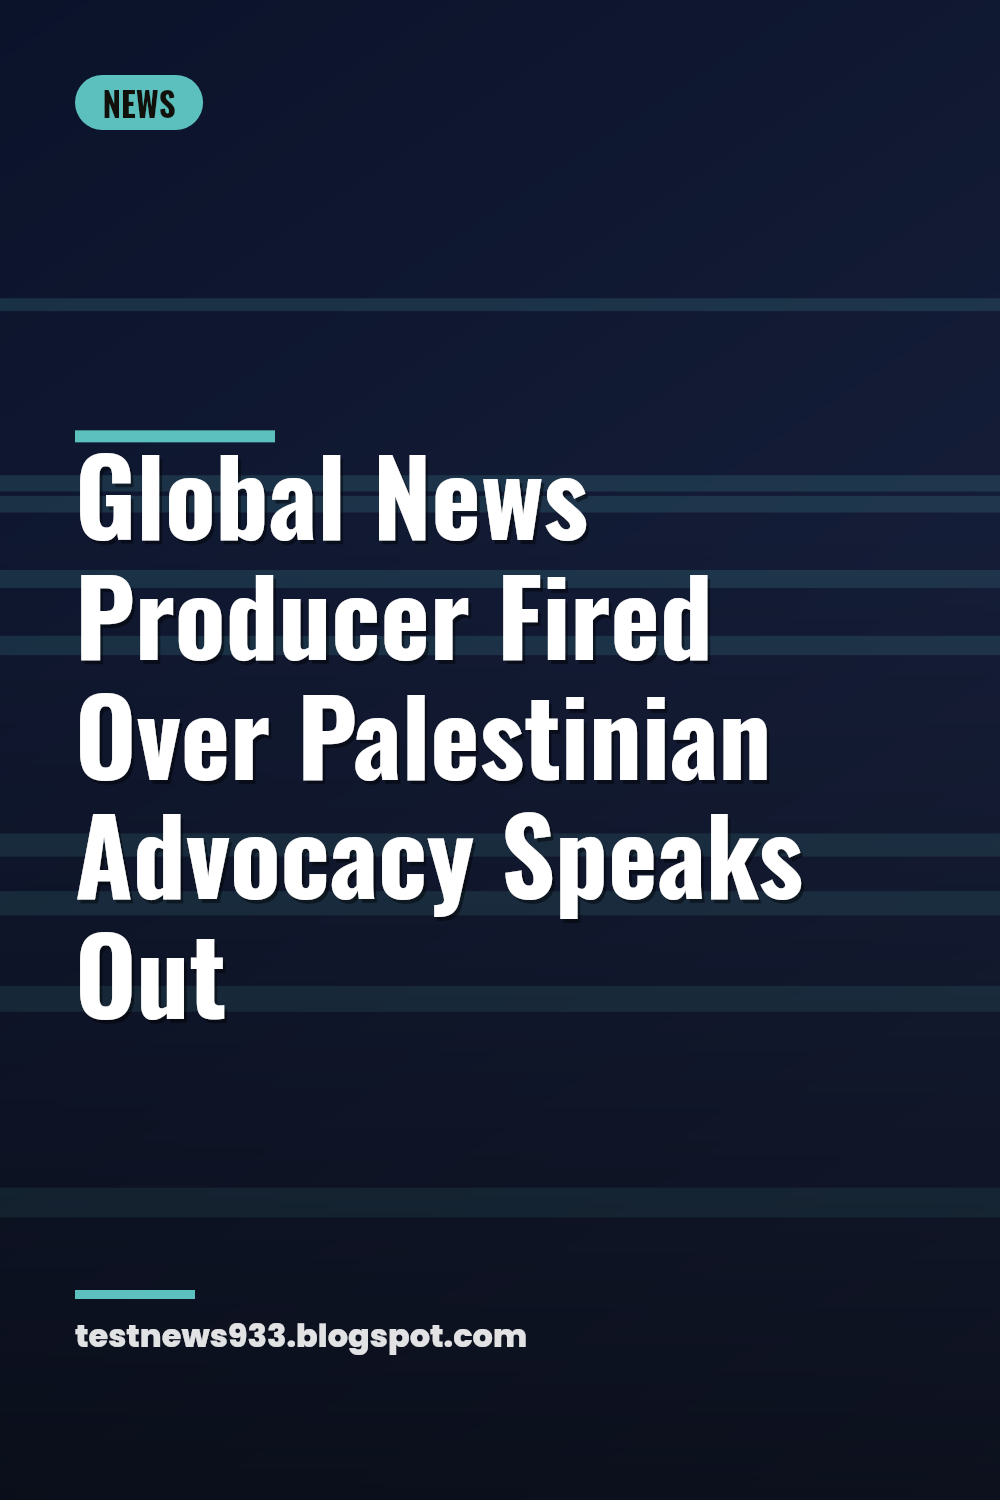 NEWS
Global News
Producer Fired
Over Palestinian
Advocacy Speaks
Out
testnews933.blogspot.com